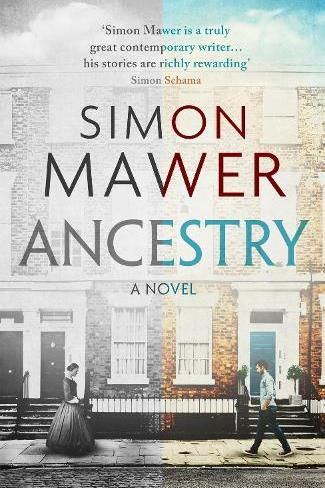 ‘Simon Mawer is a truly
great contemporary writer…
his stories are richly rewarding’
Simon Schama
SIMON
MAWER
ANCESTRY
A NOVEL